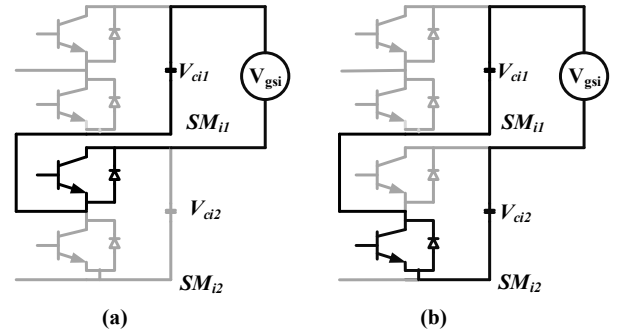 V_ci1
V_gsi
SM_i1
V_ci2
SM_i2
(a)
V_ci1
V_gsi
SM_i1
V_ci2
SM_i2
(b)